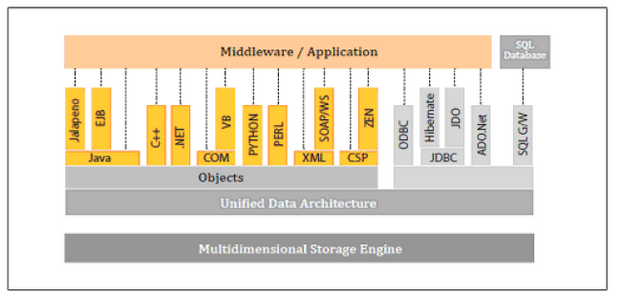 Middleware / Application
SQL
Database
Jalapeno
EJB
C++
.NET
VB
PYTHON
PERL
SOAP/WS
ZEN
ODBC
Hibernate
JDO
ADO.Net
SQL G/W
Java
COM
XML
CSP
JDBC
Objects
Unified Data Architecture
Multidimensional Storage Engine